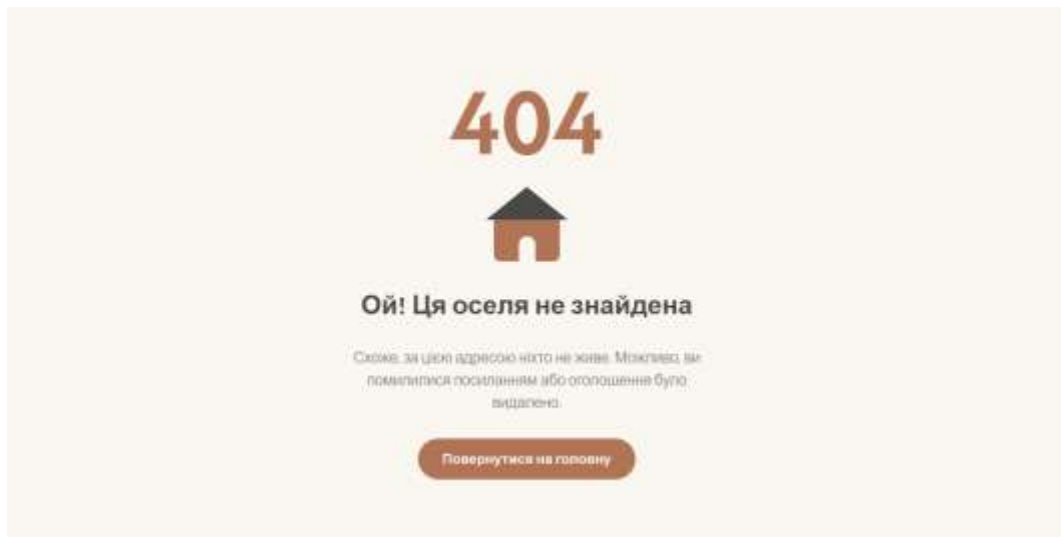 404
Ой! Ця оселя не знайдена
Схоже, за цією адресою ніхто не живе. Можливо, ви
помилилися посиланням або оголошення було
видалено.
Повернутися на головну